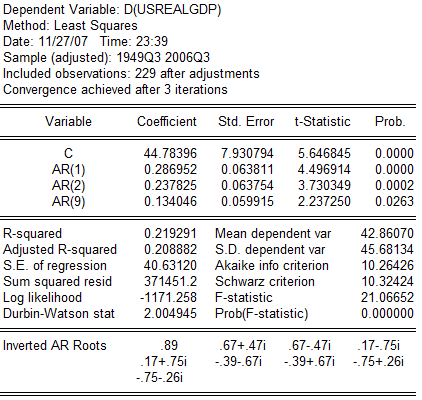 Dependent Variable: D(USREALGDP)
Method: Least Squares
Date: 11/27/07 Time: 23:39
Sample (adjusted): 1949Q3 2006Q3
Included observations: 229 after adjustments
Convergence achieved after 3 iterations
Variable Coefficient Std. Error t-Statistic Prob.
C 44.78396 7.930794 5.646845 0.0000
AR(1) 0.286952 0.063811 4.496914 0.0000
AR(2) 0.237825 0.063754 3.730349 0.0002
AR(9) 0.134046 0.059915 2.237250 0.0263
R-squared 0.219291 Mean dependent var 42.86070
Adjusted R-squared 0.208882 S.D. dependent var 45.68134
S.E. of regression 40.63120 Akaike info criterion 10.26426
Sum squared resid 371451.2 Schwarz criterion 10.32424
Log likelihood -1171.258 F-statistic 21.06652
Durbin-Watson stat 2.004945 Prob(F-statistic) 0.000000
Inverted AR Roots .89 .67+.47i .67-.47i .17-.75i
.17+.75i -.39-.67i -.39+.67i -.75+.26i
-.75-.26i